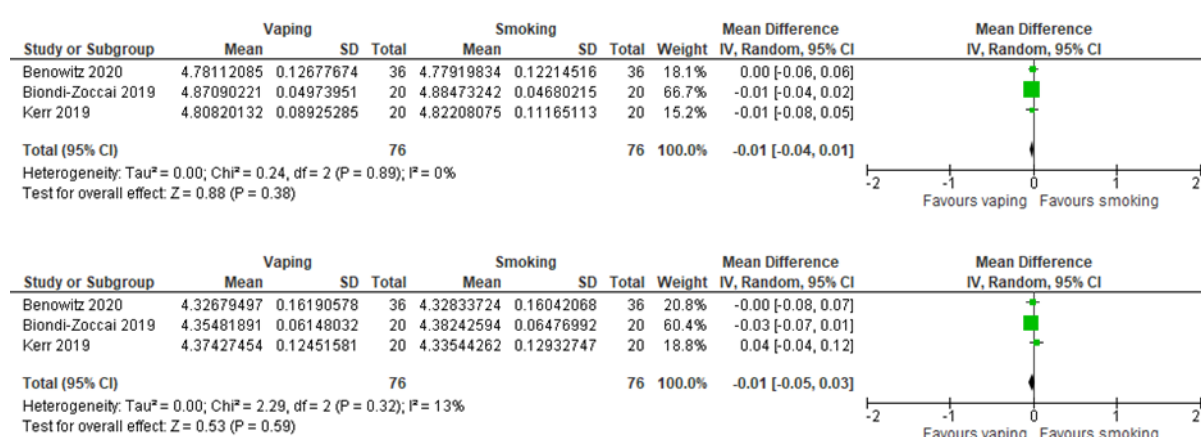 Vaping Smoking Mean Difference Mean Difference
Study or Subgroup Mean SD Total Mean SD Total Weight IV, Random, 95% CI IV, Random, 95% CI
Benowitz 2020 4.78112085 0.12677674 36 4.77919834 0.12214516 36 18.1% 0.00 [-0.06, 0.06]
Biondi-Zoccai 2019 4.87090221 0.04973951 20 4.88473242 0.04680215 20 66.7% -0.01 [-0.04, 0.02]
Kerr 2019 4.80820132 0.08925285 20 4.82208075 0.11165113 20 15.2% -0.01 [-0.08, 0.05]
Total (95% CI) 76 76 100.0% -0.01 [-0.04, 0.01]
Heterogeneity: Tau² = 0.00; Chi² = 0.24, df = 2 (P = 0.89); I² = 0%
Test for overall effect: Z = 0.88 (P = 0.38)
-2 -1 0 1 2
Favours vaping Favours smoking
Vaping Smoking Mean Difference Mean Difference
Study or Subgroup Mean SD Total Mean SD Total Weight IV, Random, 95% CI IV, Random, 95% CI
Benowitz 2020 4.32679497 0.16190578 36 4.32833724 0.16042068 36 20.8% -0.00 [-0.08, 0.07]
Biondi-Zoccai 2019 4.35481891 0.06148032 20 4.38242594 0.06476992 20 60.4% -0.03 [-0.07, 0.01]
Kerr 2019 4.37427454 0.12451581 20 4.33544262 0.12932747 20 18.8% 0.04 [-0.04, 0.12]
Total (95% CI) 76 76 100.0% -0.01 [-0.05, 0.03]
Heterogeneity: Tau² = 0.00; Chi² = 2.29, df = 2 (P = 0.32); I² = 13%
Test for overall effect: Z = 0.53 (P = 0.59)
-2 -1 0 1 2
Favours vaping Favours smoking